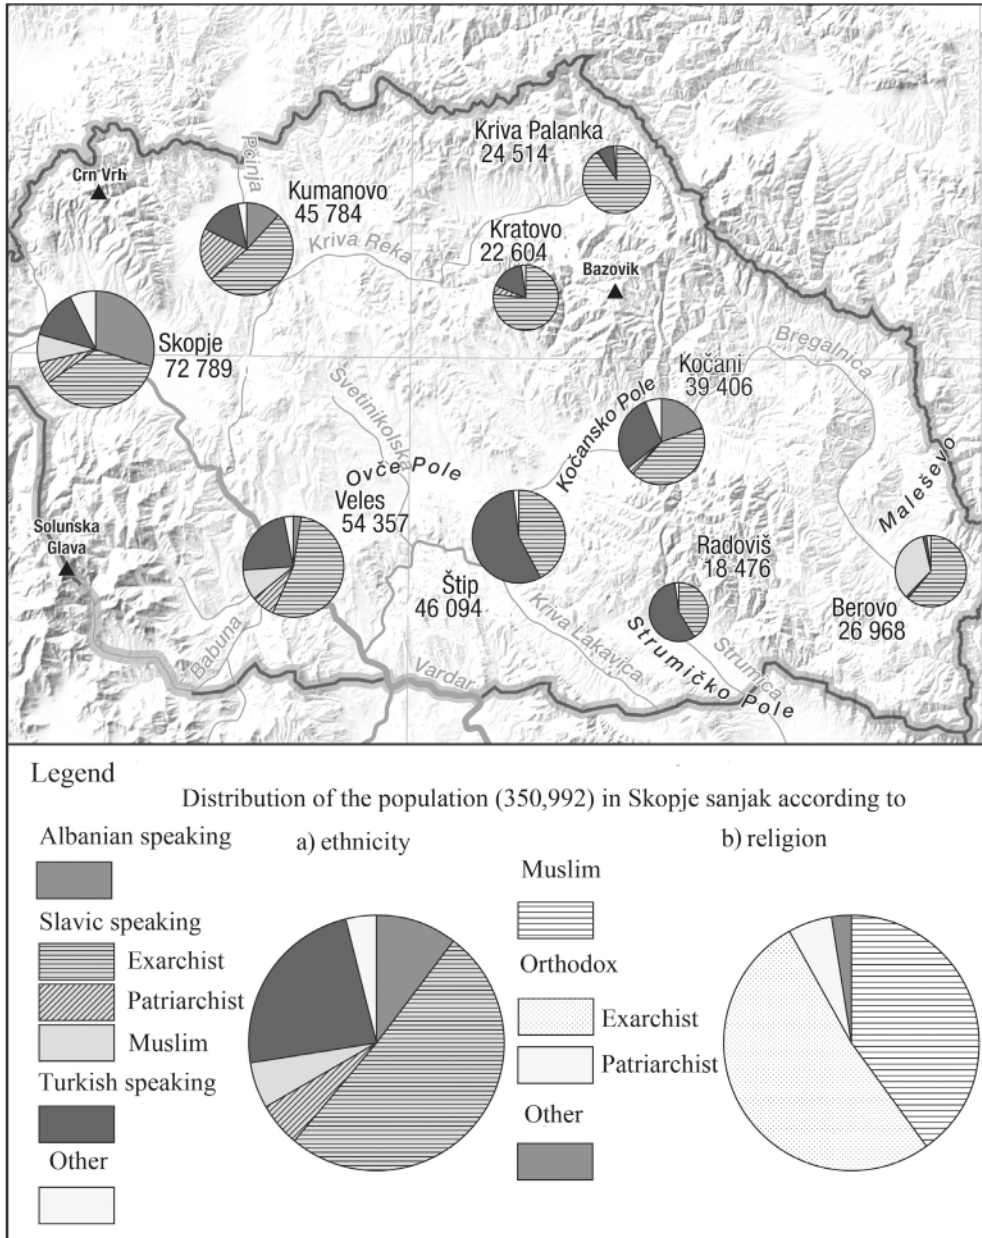 Kriva Palanka
24 514
Pčinja
Crn Vrh
Kumanovo
45 784
Kriva Reka
Kratovo
22 604
Bazovik
Bregalnica
Skopje
72 789
Kočani
39 406
Svetinikolska
Kočansko Pole
Ovče Pole
Maleševo
Veles
54 357
Solunska
Glava
Štip
46 094
Radoviš
18 476
Berovo
26 968
Kriva Lakavica
Strumica
Strumičko Pole
Babuna
Vardar
Legend
Distribution of the population (350,992) in Skopje sanjak according to
a) ethnicity
b) religion
Albanian speaking
Slavic speaking
Exarchist
Patriarchist
Muslim
Turkish speaking
Other
Muslim
Orthodox
Exarchist
Patriarchist
Other